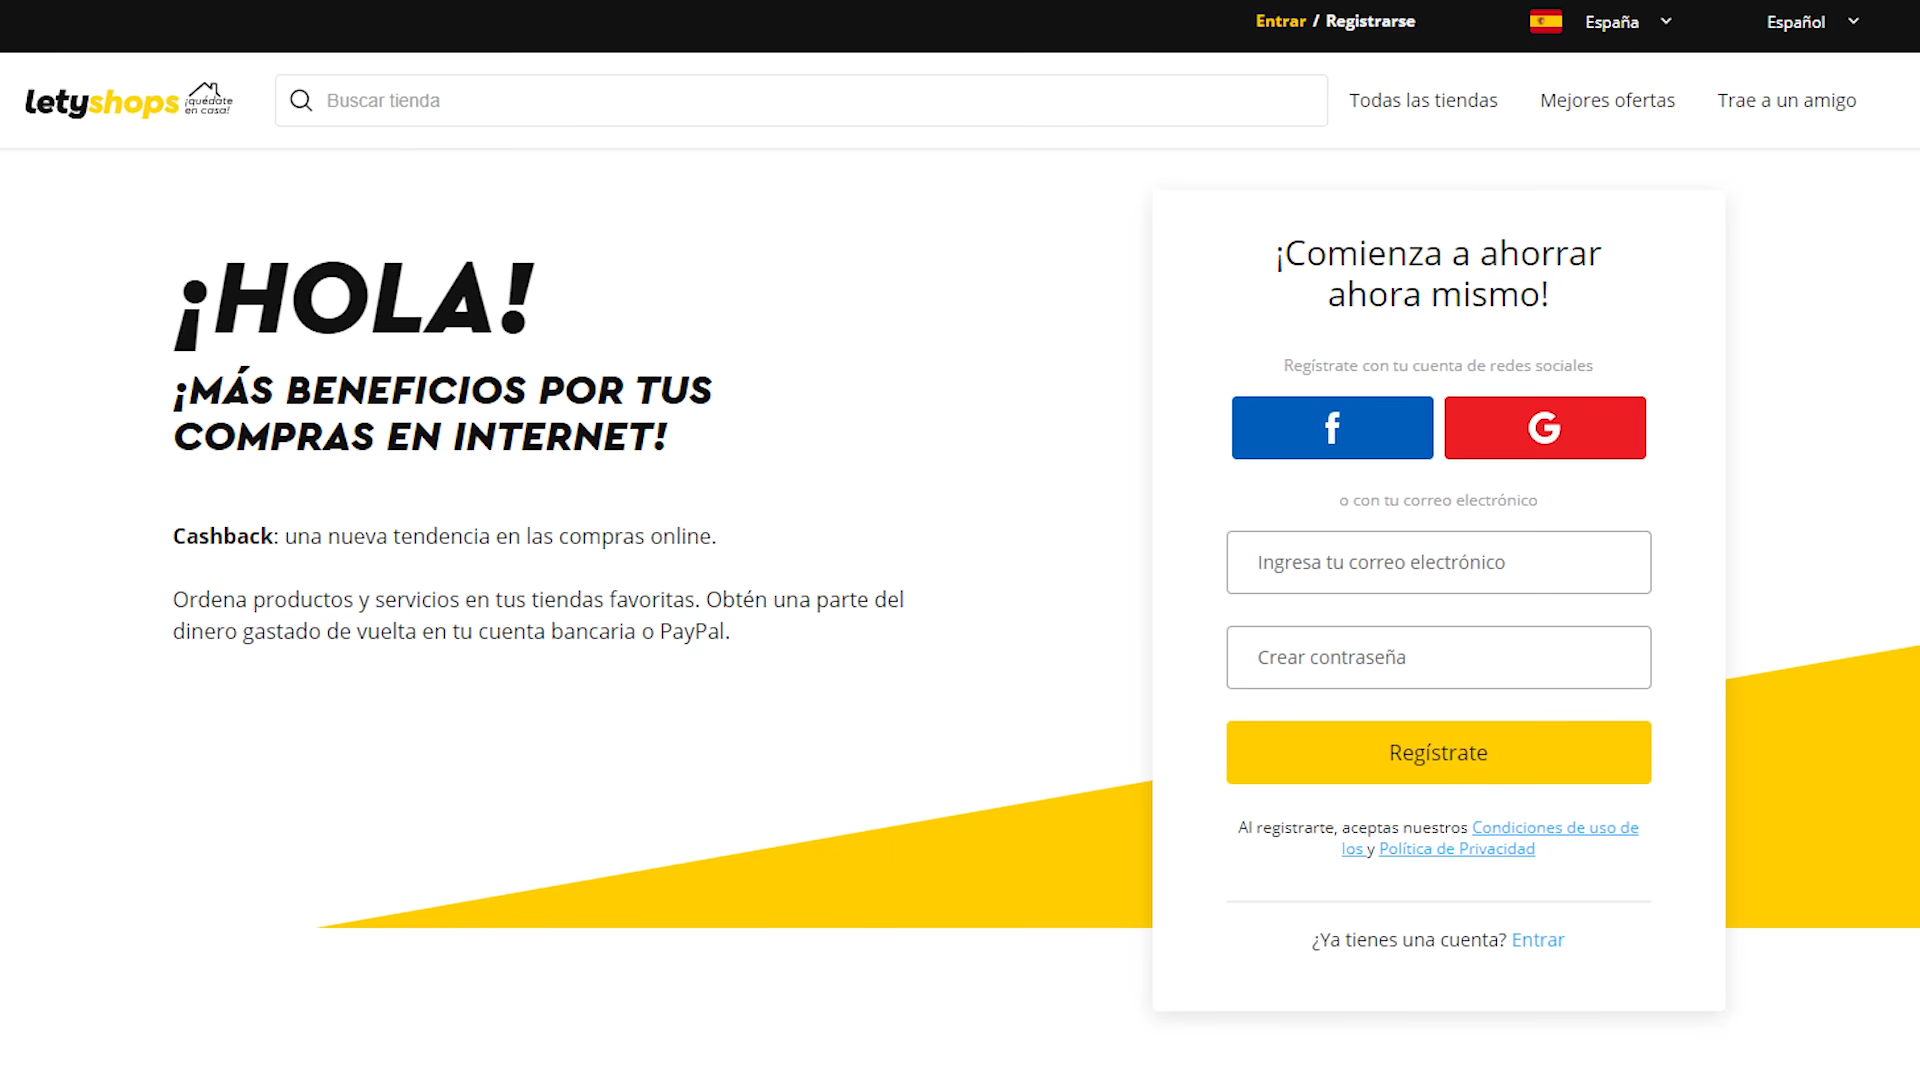 Entrar / Registrarse
España
Español
letyshops ¡quédate en casa!
Buscar tienda
Todas las tiendas
Mejores ofertas
Trae a un amigo
¡HOLA!
¡MÁS BENEFICIOS POR TUS
COMPRAS EN INTERNET!
Cashback: una nueva tendencia en las compras online.
Ordena productos y servicios en tus tiendas favoritas. Obtén una parte del
dinero gastado de vuelta en tu cuenta bancaria o PayPal.
¡Comienza a ahorrar
ahora mismo!
Regístrate con tu cuenta de redes sociales
f
G
o con tu correo electrónico
Ingresa tu correo electrónico
Crear contraseña
Regístrate
Al registrarte, aceptas nuestros Condiciones de uso de
los y Política de Privacidad
¿Ya tienes una cuenta? Entrar